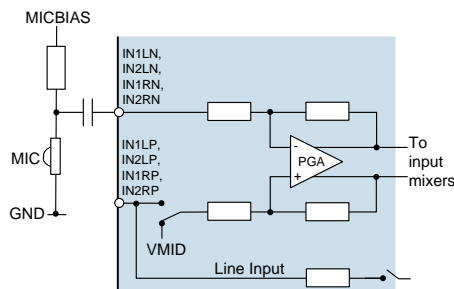 MICBIAS
IN1LN,
IN2LN,
IN1RN,
IN2RN
MIC
IN1LP,
IN2LP,
IN1RP,
IN2RP
GND
-
PGA
+
To
input
mixers
VMID
Line Input